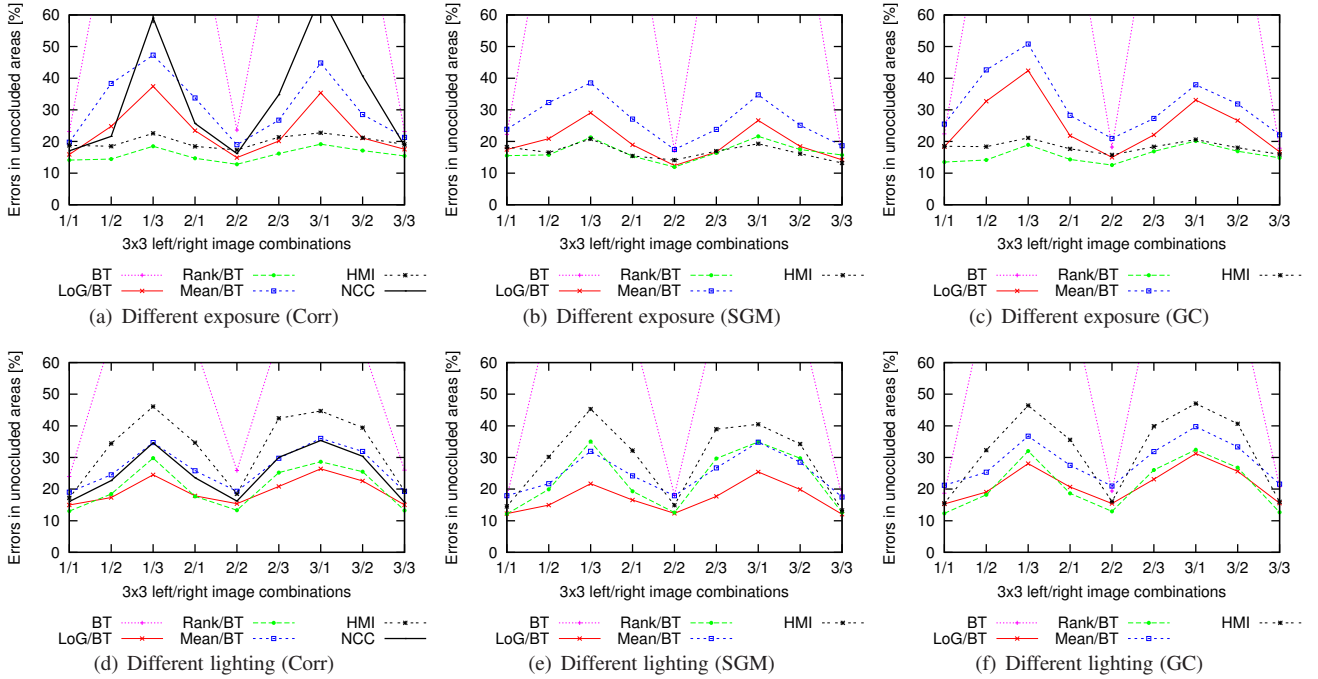 Errors in unoccluded areas [%]
60
50
40
30
20
10
0
1/1 1/2 1/3 2/1 2/2 2/3 3/1 3/2 3/3
3x3 left/right image combinations
BT Rank/BT HMI
LoG/BT Mean/BT NCC
(a) Different exposure (Corr)
Errors in unoccluded areas [%]
60
50
40
30
20
10
0
1/1 1/2 1/3 2/1 2/2 2/3 3/1 3/2 3/3
3x3 left/right image combinations
BT Rank/BT HMI
LoG/BT Mean/BT
(b) Different exposure (SGM)
Errors in unoccluded areas [%]
60
50
40
30
20
10
0
1/1 1/2 1/3 2/1 2/2 2/3 3/1 3/2 3/3
3x3 left/right image combinations
BT Rank/BT HMI
LoG/BT Mean/BT
(c) Different exposure (GC)
Errors in unoccluded areas [%]
60
50
40
30
20
10
0
1/1 1/2 1/3 2/1 2/2 2/3 3/1 3/2 3/3
3x3 left/right image combinations
BT Rank/BT HMI
LoG/BT Mean/BT NCC
(d) Different lighting (Corr)
Errors in unoccluded areas [%]
60
50
40
30
20
10
0
1/1 1/2 1/3 2/1 2/2 2/3 3/1 3/2 3/3
3x3 left/right image combinations
BT Rank/BT HMI
LoG/BT Mean/BT
(e) Different lighting (SGM)
Errors in unoccluded areas [%]
60
50
40
30
20
10
0
1/1 1/2 1/3 2/1 2/2 2/3 3/1 3/2 3/3
3x3 left/right image combinations
BT Rank/BT HMI
LoG/BT Mean/BT
(f) Different lighting (GC)